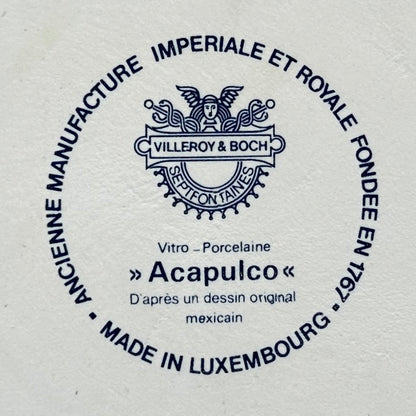 ANCIENNE MANUFACTURE IMPERIALE ET ROYALE FONDEE EN 1767 ·
VILLEROY & BOCH
SEPTFONTAINES
Vitro - Porcelaine
» Acapulco «
D'après un dessin original
mexicain
· MADE IN LUXEMBOURG ·